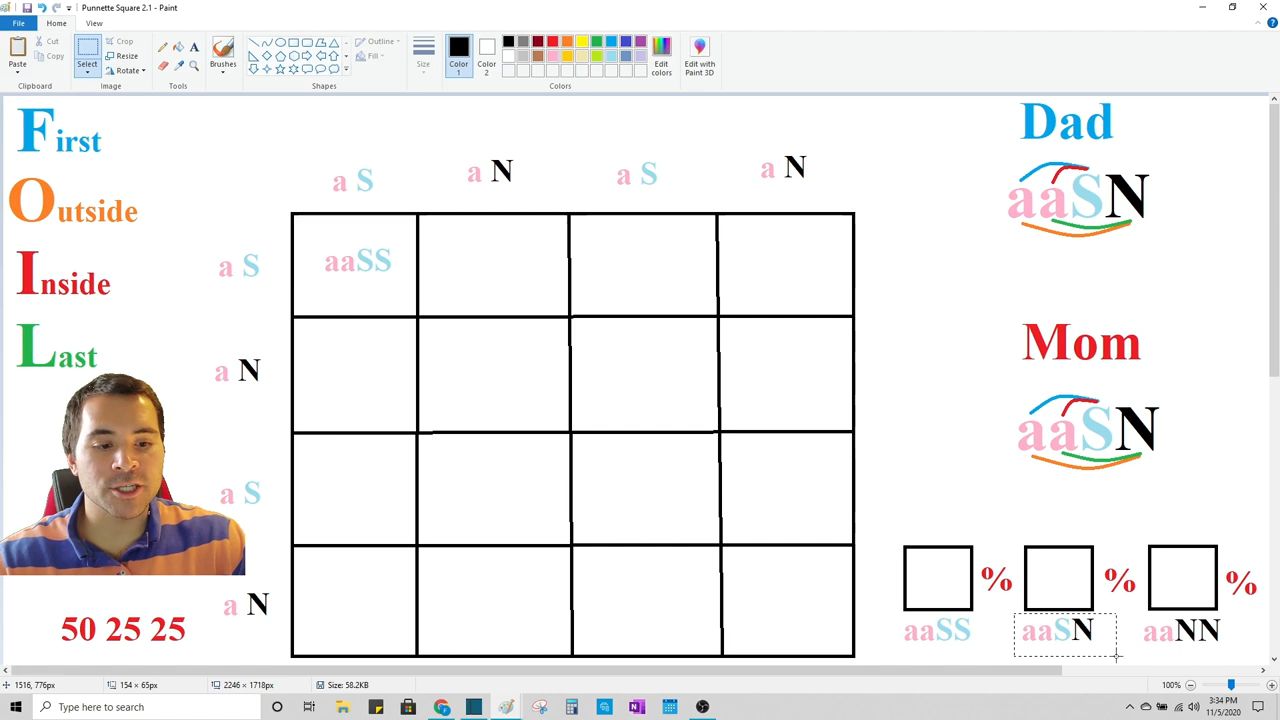 Punnette Square 2.1 - Paint
File Home View
Paste
Cut
Copy
Clipboard
Select
Crop
Resize
Rotate
Image
A
Tools
Brushes
Outline
Fill
Shapes
Size
Color 1
Color 2
Edit colors
Colors
Edit with Paint 3D
First
Outside
Inside
Last
a S a N a S a N
a S
a N
a S
a N
aaSS
Dad
aaSN
Mom
aaSN
% % %
aaSS aaSN aaNN
50 25 25
1516, 776px 154 × 65px 2246 × 1718px Size: 58.2KB 100%
Type here to search
3:34 PM
11/5/2020